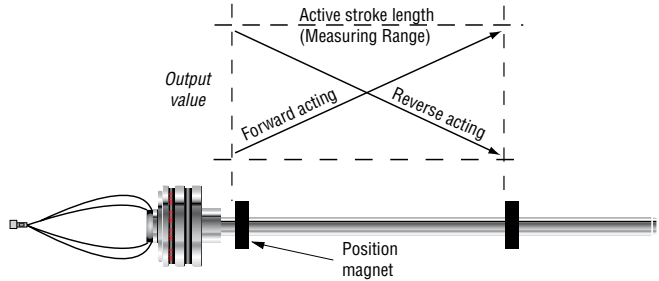 Active stroke length
(Measuring Range)
Output
value
Forward acting
Reverse acting
Position
magnet